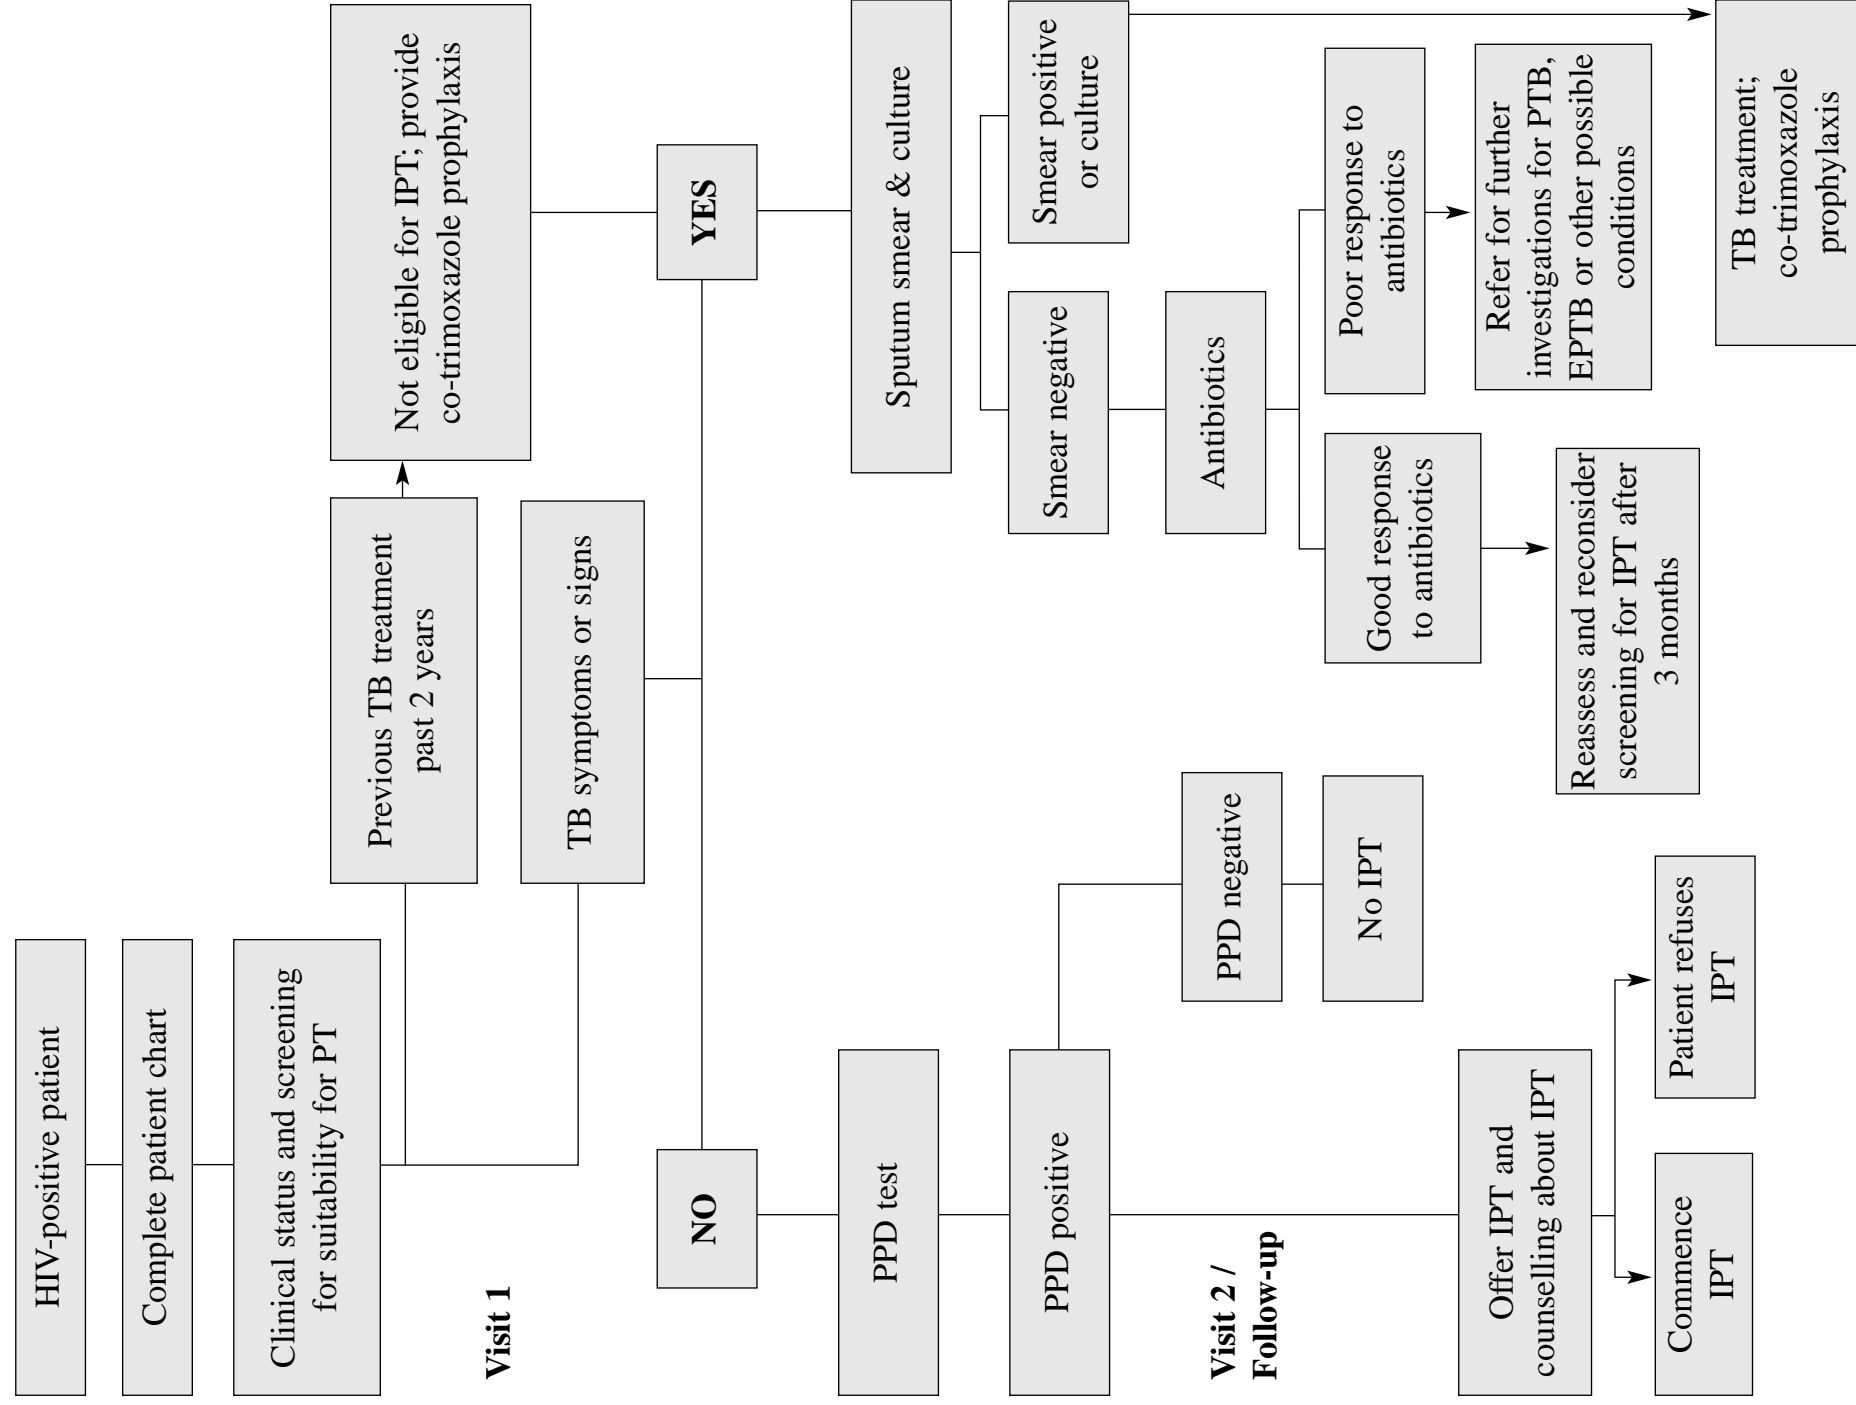 HIV-positive patient
Complete patient chart
Clinical status and screening
for suitability for PT
Previous TB treatment
past 2 years
Not eligible for IPT; provide
co-trimoxazole prophylaxis
Visit 1
TB symptoms or signs
NO
YES
PPD test
PPD positive
PPD negative
No IPT
Visit 2 /
Follow-up
Offer IPT and
counselling about IPT
Commence
IPT
Patient refuses
IPT
Sputum smear & culture
Smear negative
Smear positive
or culture
Antibiotics
Good response
to antibiotics
Poor response to
antibiotics
Reassess and reconsider
screening for IPT after
3 months
Refer for further
investigations for PTB,
EPTB or other possible
conditions
TB treatment;
co-trimoxazole
prophylaxis